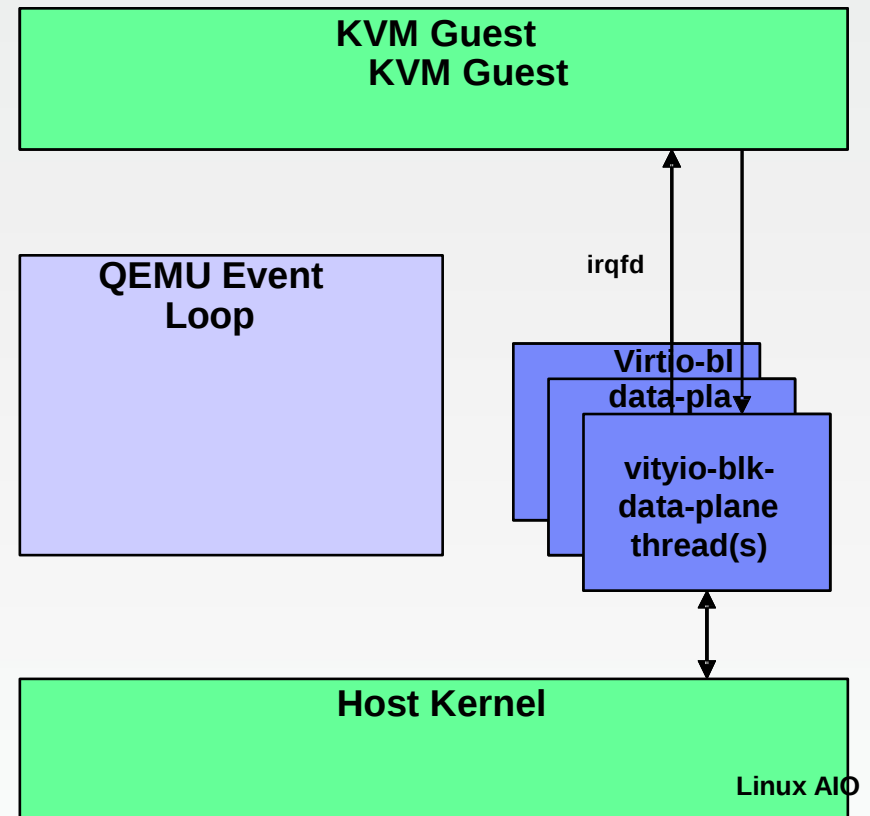 KVM Guest
KVM Guest
irqfd
QEMU Event
Loop
Virtio-bl
data-pla
vityio-blk-
data-plane
thread(s)
Host Kernel
Linux AIO